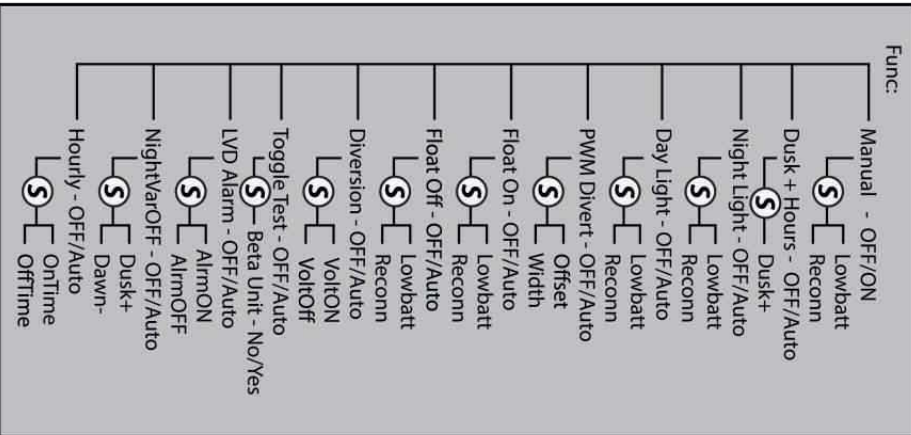 Func:
Manual - OFF/ON
S
Lowbatt
Reconn
Dusk + Hours - OFF/Auto
S
Dusk+
Night Light - OFF/Auto
S
Lowbatt
Reconn
Day Light - OFF/Auto
S
Lowbatt
Reconn
PWM Divert - OFF/Auto
S
Offset
Width
Float On - OFF/Auto
S
Lowbatt
Reconn
Float Off - OFF/Auto
S
Lowbatt
Reconn
Diversion - OFF/Auto
S
VoltON
VoltOff
Toggle Test - OFF/Auto
S
Beta Unit - No/Yes
LVD Alarm - OFF/Auto
S
AlrmON
AlrmOFF
NightVarOFF - OFF/Auto
S
Dusk+
Dawn-
Hourly - OFF/Auto
S
OnTime
OffTime